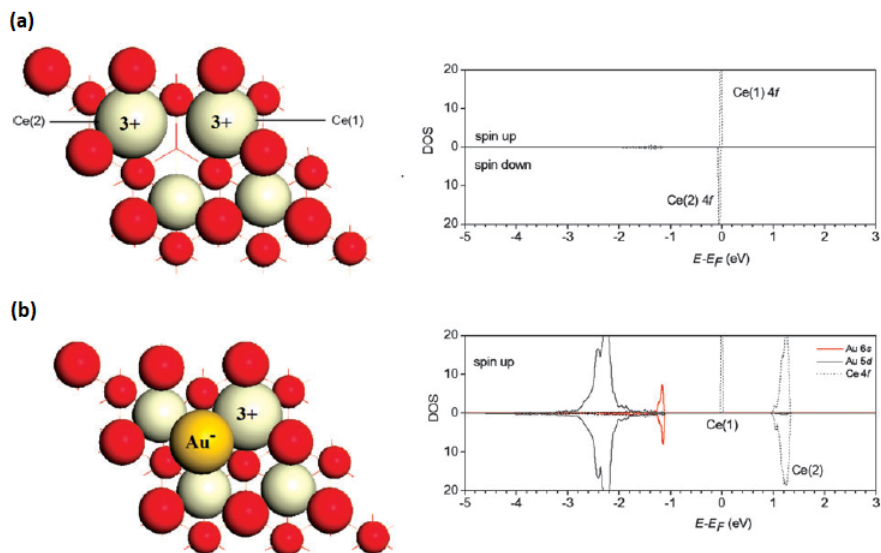 (a)
Ce(2)
3+
3+
Ce(1)
20
10
0
10
20
DOS
spin up
spin down
Ce(1) 4f
Ce(2) 4f
-5 -4 -3 -2 -1 0 1 2 3
E-E_F (eV)
(b)
3+
Au⁻
20
10
0
10
20
DOS
spin up
Au 6s
Au 5d
Ce 4f
Ce(1)
Ce(2)
-5 -4 -3 -2 -1 0 1 2 3
E-E_F (eV)